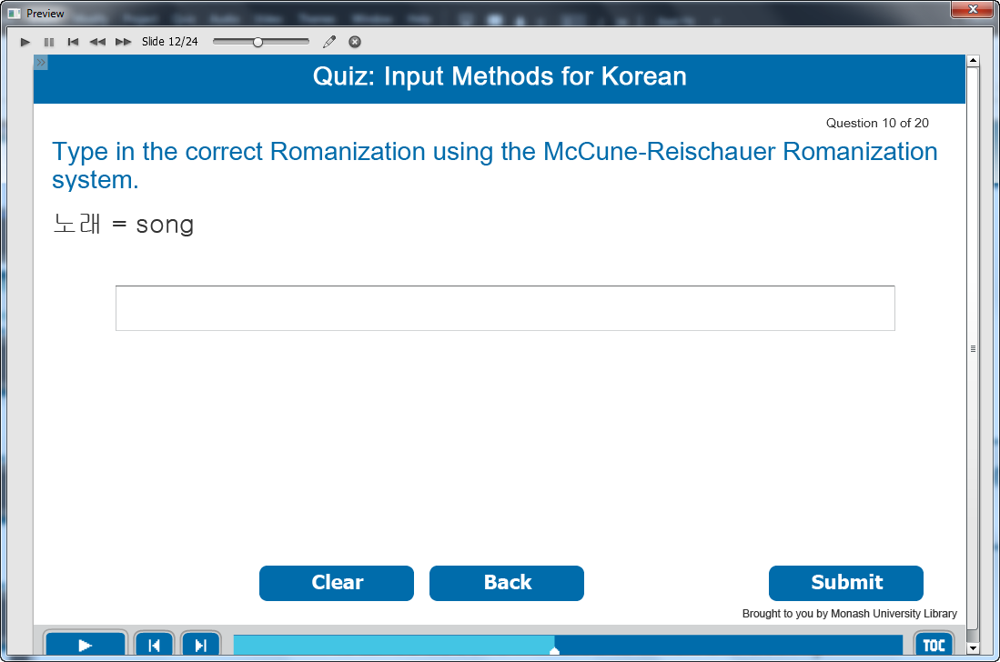 Preview
Slide 12/24
Quiz: Input Methods for Korean
Question 10 of 20
Type in the correct Romanization using the McCune-Reischauer Romanization
system.
노래 = song
Clear
Back
Submit
Brought to you by Monash University Library
TOC